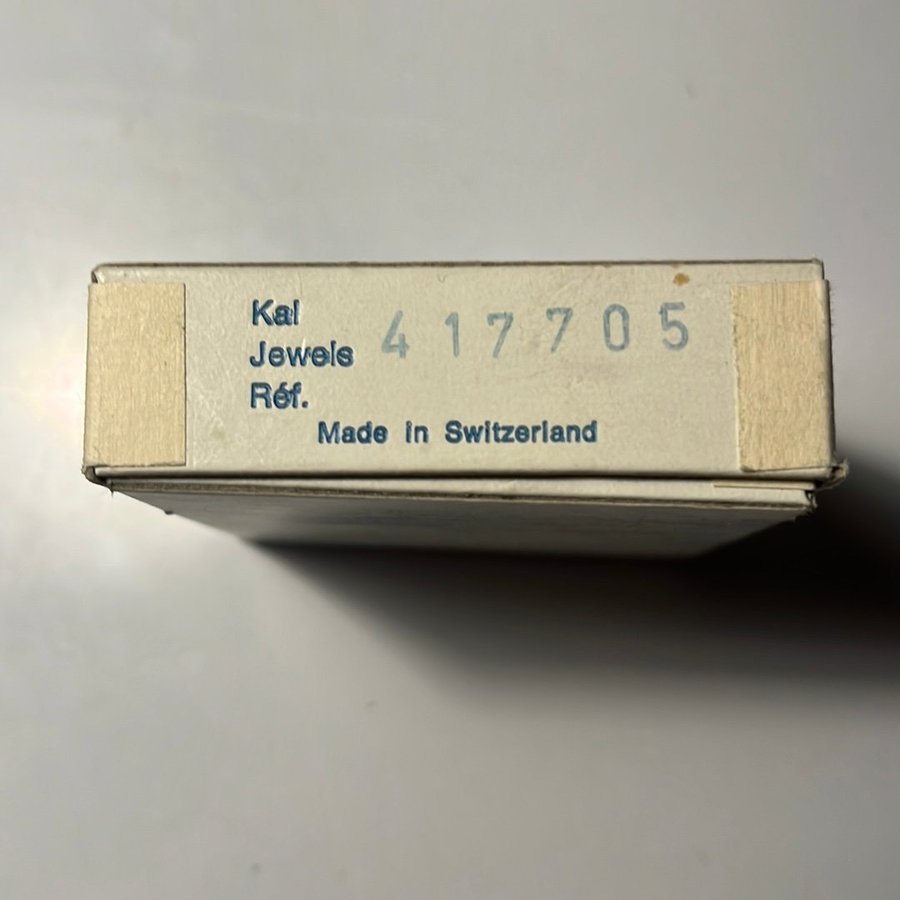 Kal
Jewels 417705
Réf.
Made in Switzerland